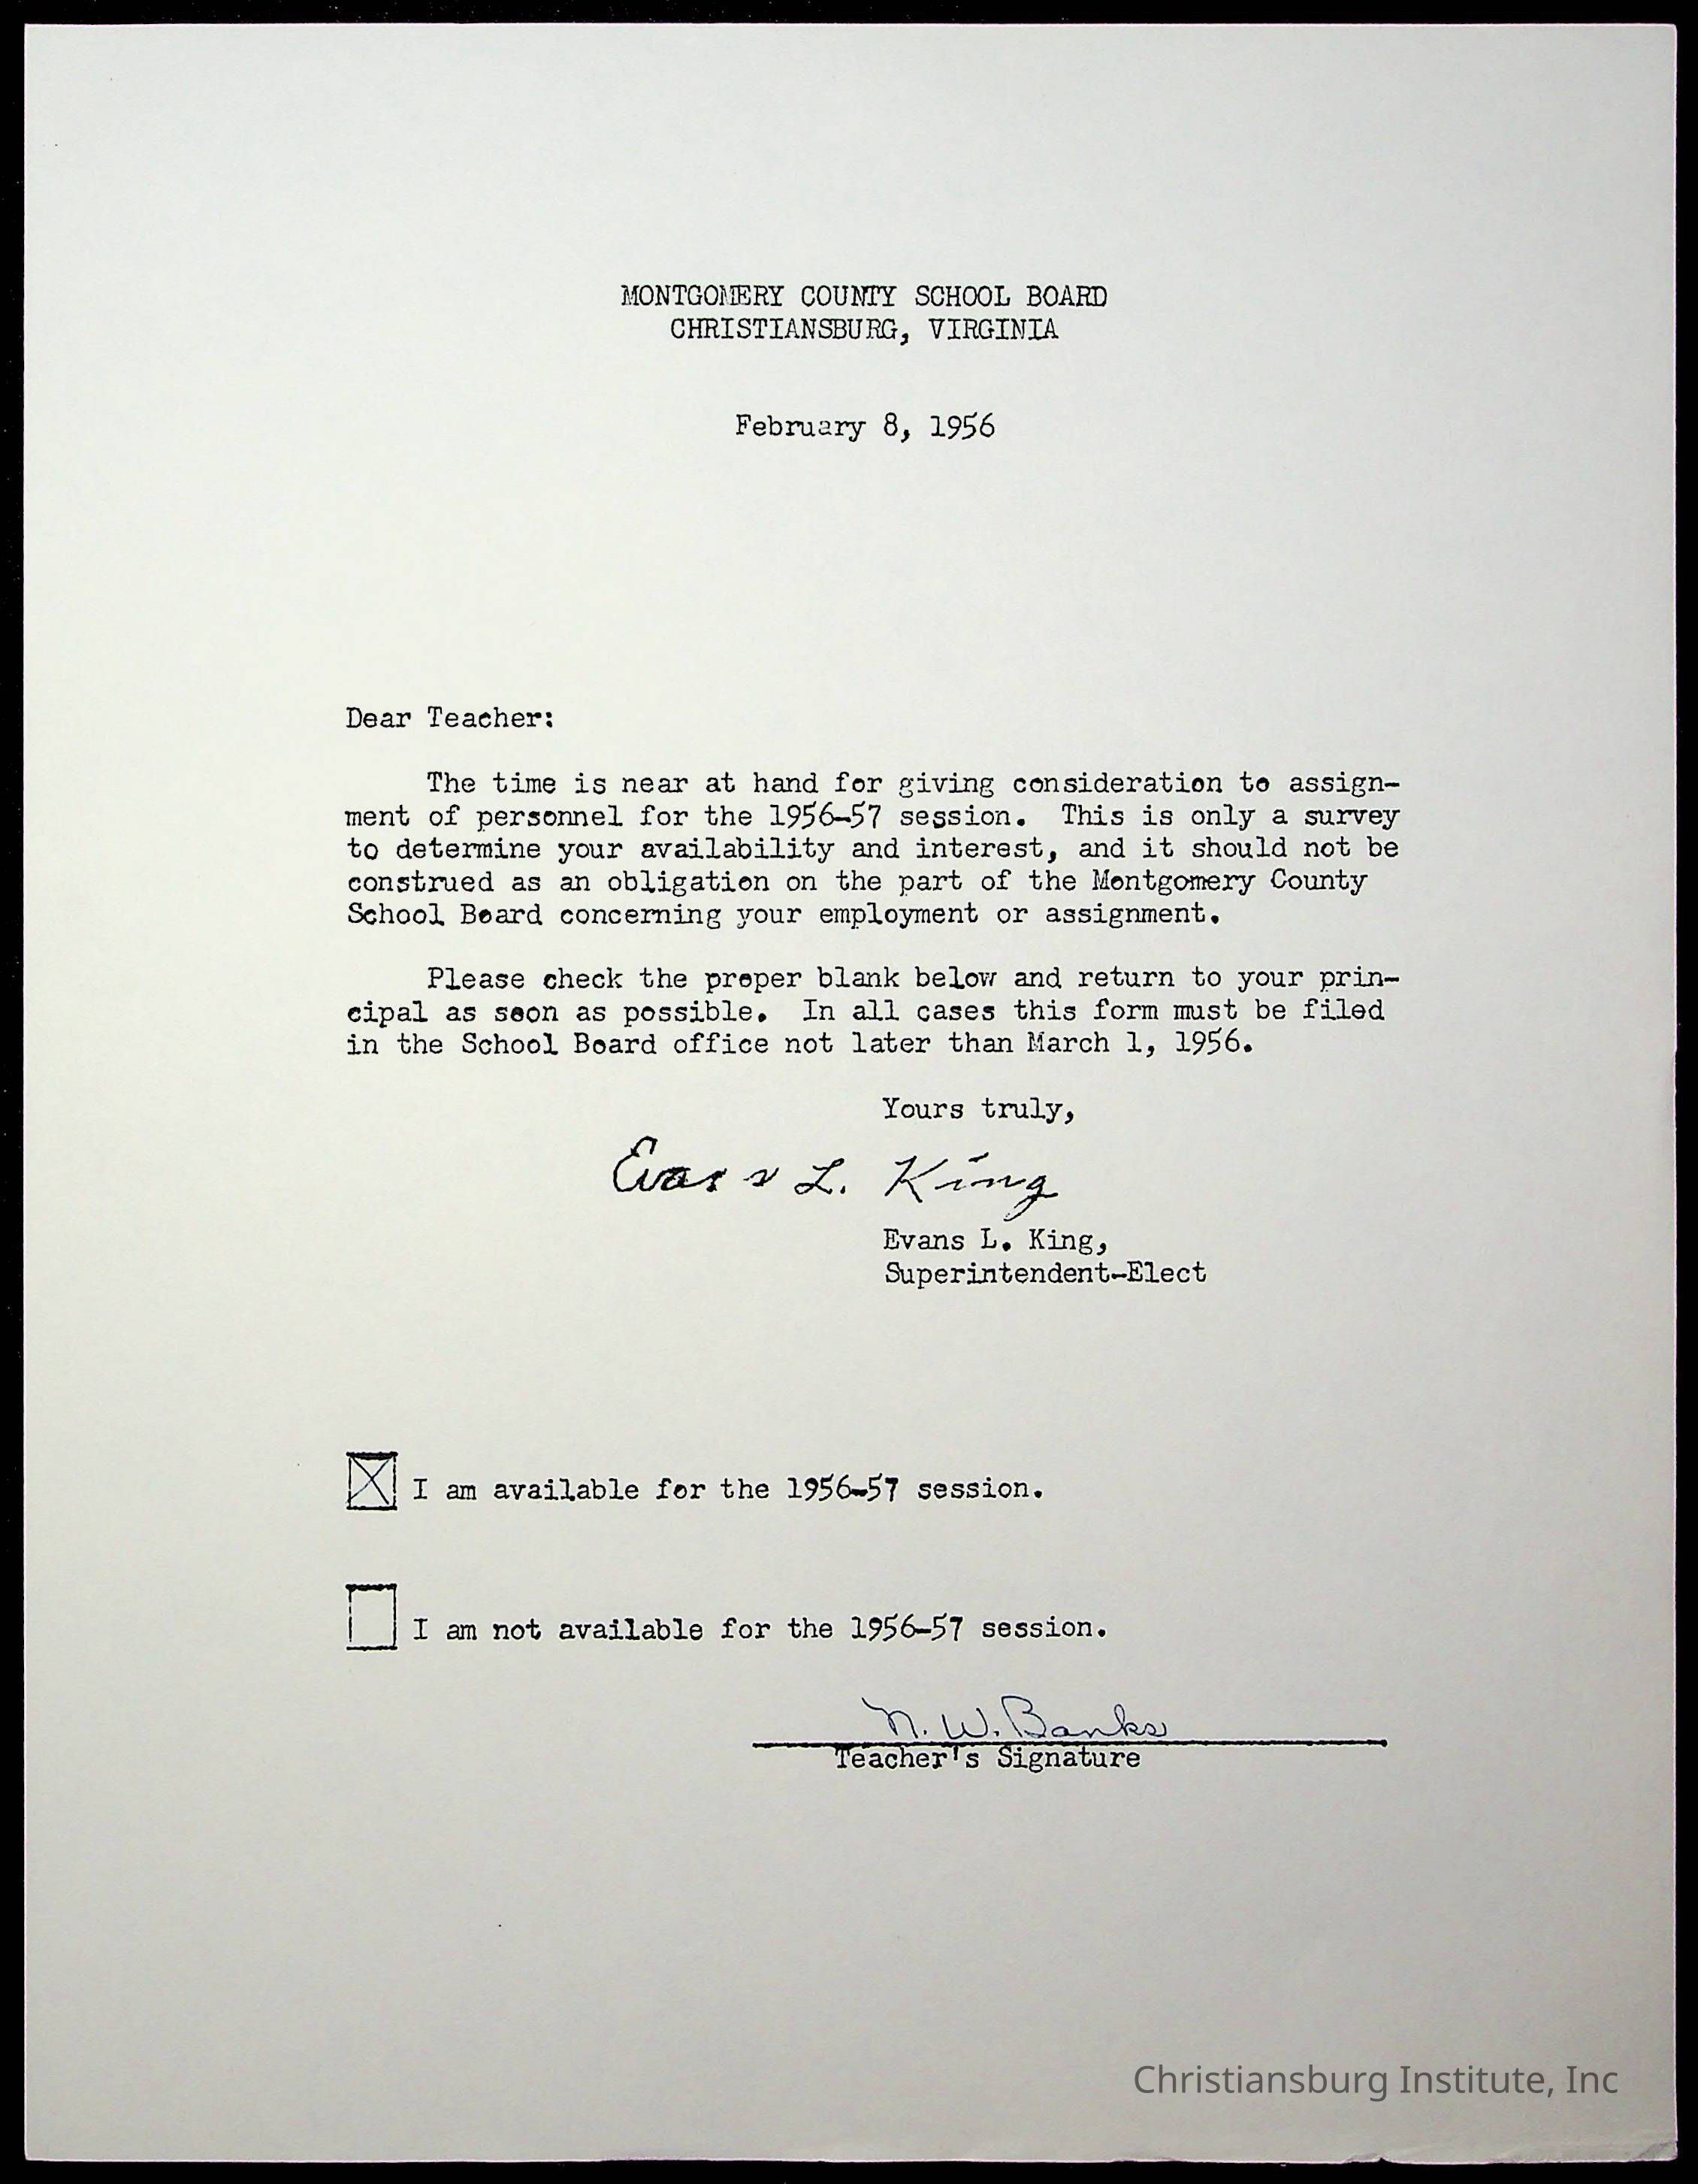 MONTGOMERY COUNTY SCHOOL BOARD
CHRISTIANSBURG, VIRGINIA
February 8, 1956
Dear Teacher:
The time is near at hand for giving consideration to assign-
ment of personnel for the 1956-57 session. This is only a survey
to determine your availability and interest, and it should not be
construed as an obligation on the part of the Montgomery County
School Board concerning your employment or assignment.
Please check the proper blank below and return to your prin-
cipal as soon as possible. In all cases this form must be filed
in the School Board office not later than March 1, 1956.
Yours truly,
Evans L. King
Evans L. King,
Superintendent-Elect
I am available for the 1956-57 session.
I am not available for the 1956-57 session.
N. W. Banks
Teacher's Signature
Christiansburg Institute, Inc